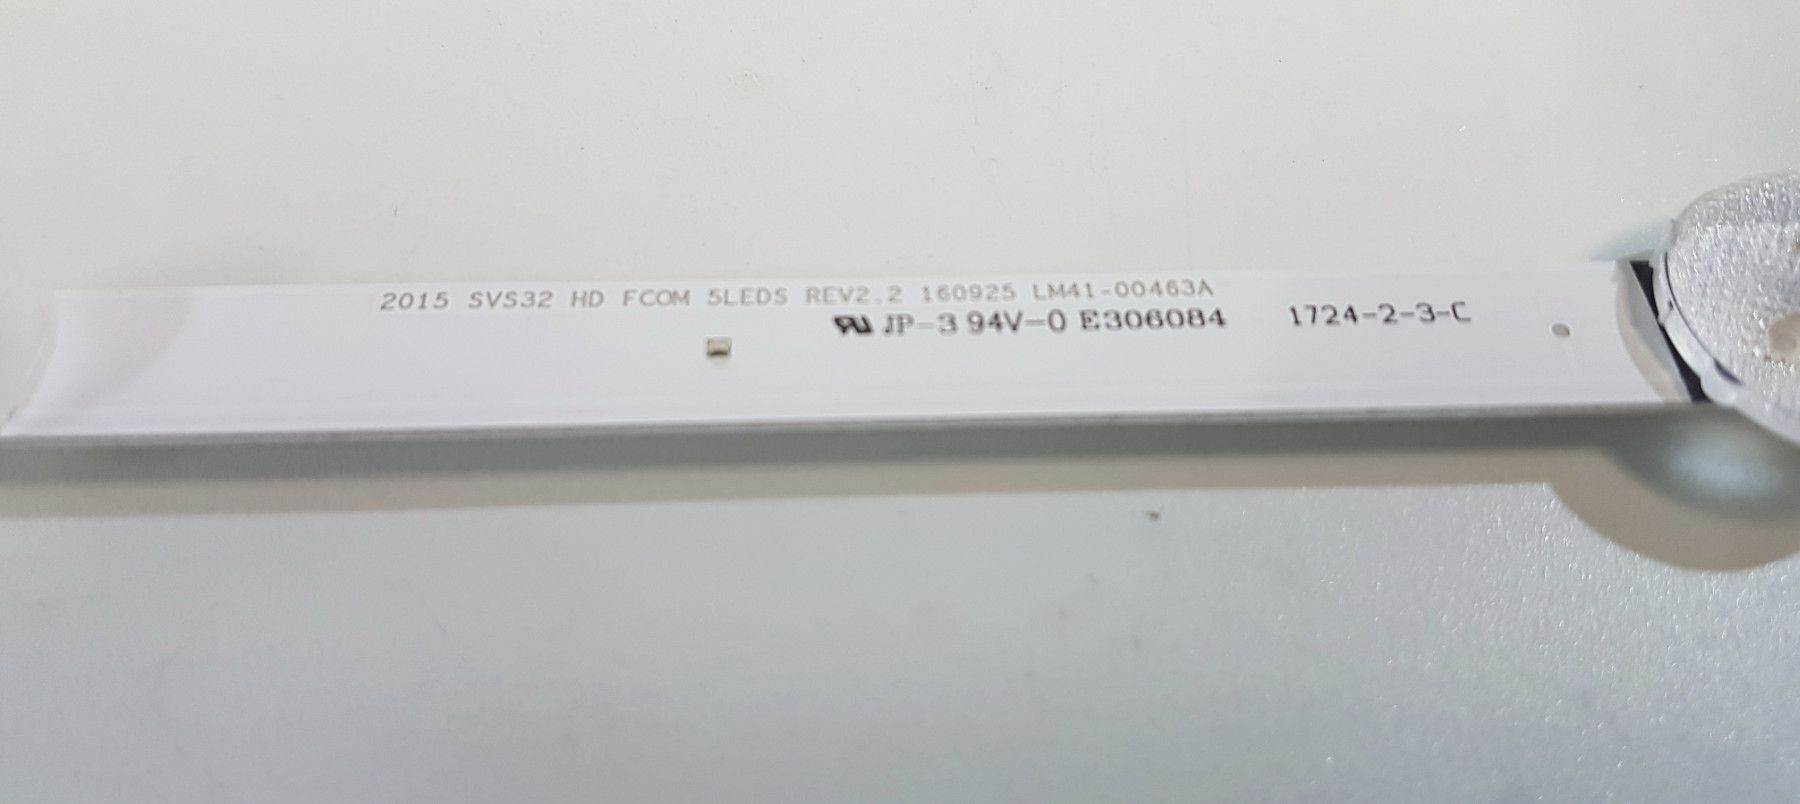 2015 SVS32 HD FCOM 5LEDS REV2.2 160925 LM41-00463A
JP-3 94V-0 E306084 1724-2-3-C